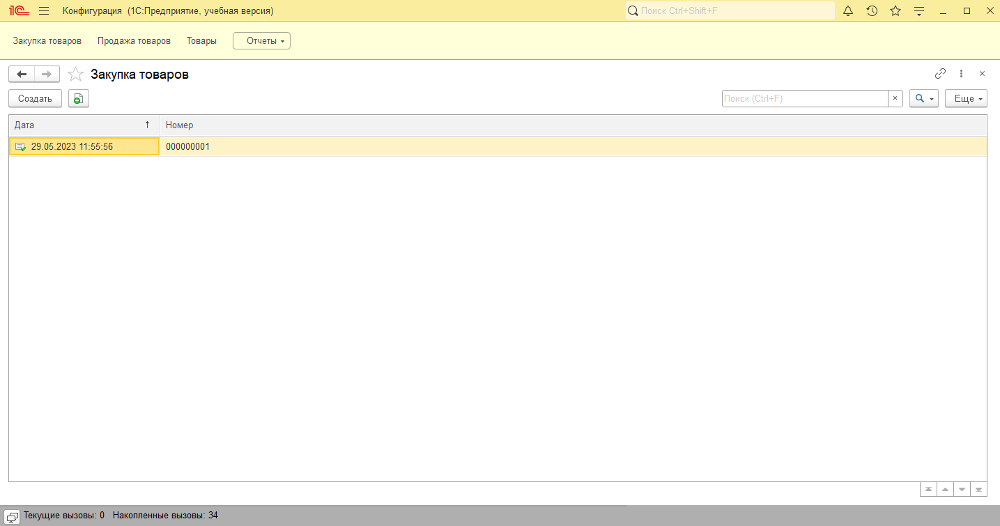 1С Конфигурация (1С:Предприятие, учебная версия) Поиск Ctrl+Shift+F
Закупка товаров Продажа товаров Товары Отчеты
Закупка товаров
Создать Поиск (Ctrl+F) × Еще
Дата ↑ Номер
29.05.2023 11:55:56 000000001
Текущие вызовы: 0 Накопленные вызовы: 34